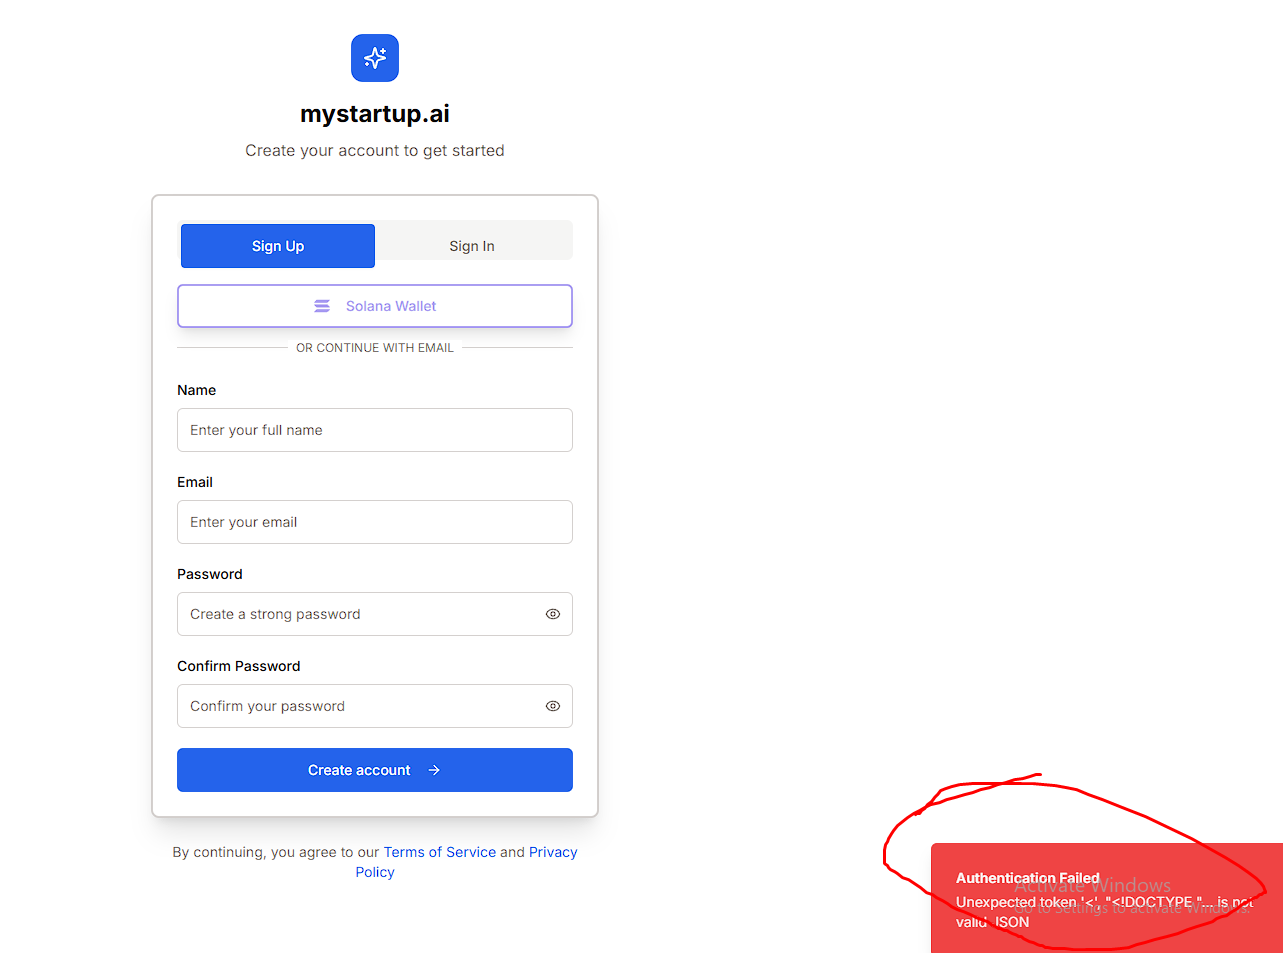 mystartup.ai
Create your account to get started
Sign Up
Sign In
Solana Wallet
OR CONTINUE WITH EMAIL
Name
Enter your full name
Email
Enter your email
Password
Create a strong password
Confirm Password
Confirm your password
Create account
By continuing, you agree to our Terms of Service and Privacy
Policy
Authentication Failed
Activate Windows
Unexpected token '<', "<!DOCTYPE "... is not
Go to Settings to activate Windows.
valid JSON